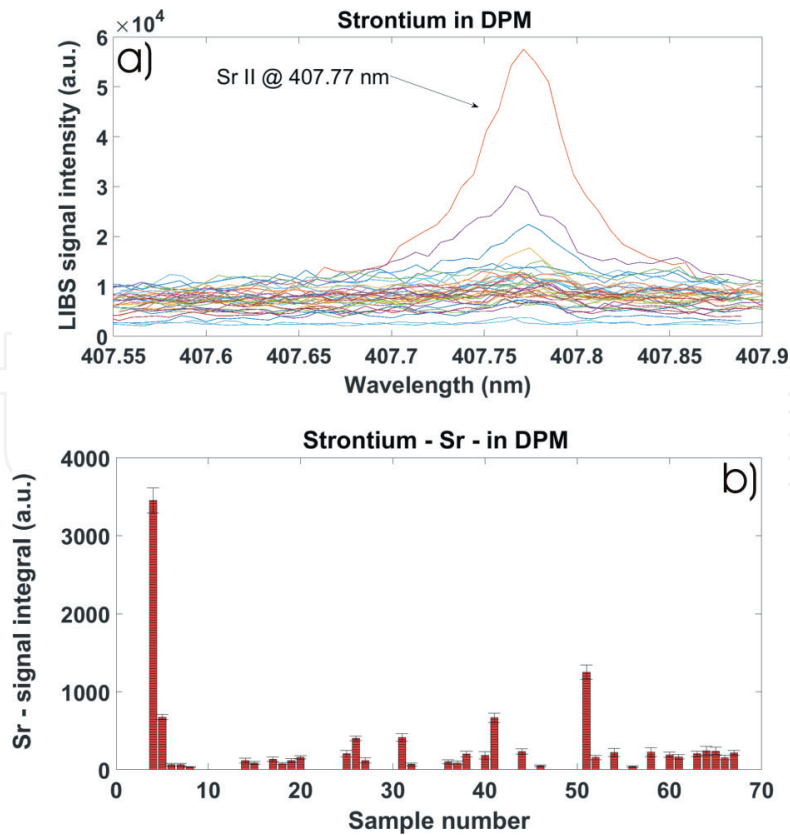 Strontium in DPM
×10⁴
a)
Sr II @ 407.77 nm
LIBS signal intensity (a.u.)
6
5
4
3
2
1
0
407.55 407.6 407.65 407.7 407.75 407.8 407.85 407.9
Wavelength (nm)
Strontium - Sr - in DPM
b)
Sr - signal integral (a.u.)
4000
3000
2000
1000
0
0 10 20 30 40 50 60 70
Sample number